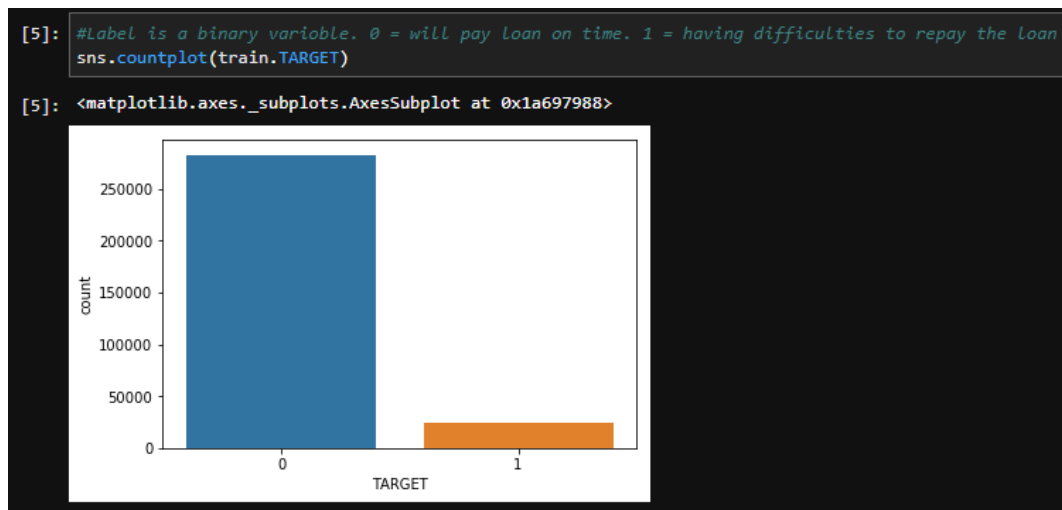 [5]: #Label is a binary varioble. 0 = will pay loan on time. 1 = having difficulties to repay the loan
sns.countplot(train.TARGET)
[5]: <matplotlib.axes._subplots.AxesSubplot at 0x1a697988>
250000
200000
150000
100000
50000
0
count
0 1
TARGET